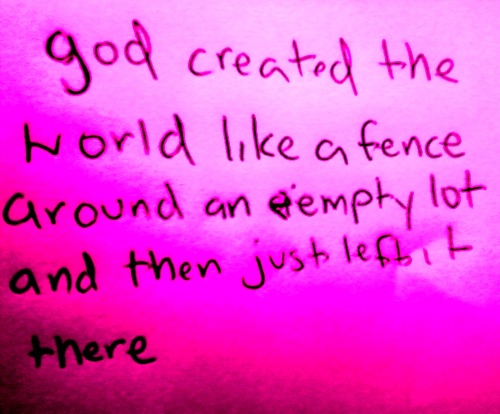 god created the
world like a fence
around an empty lot
and then just left it
there